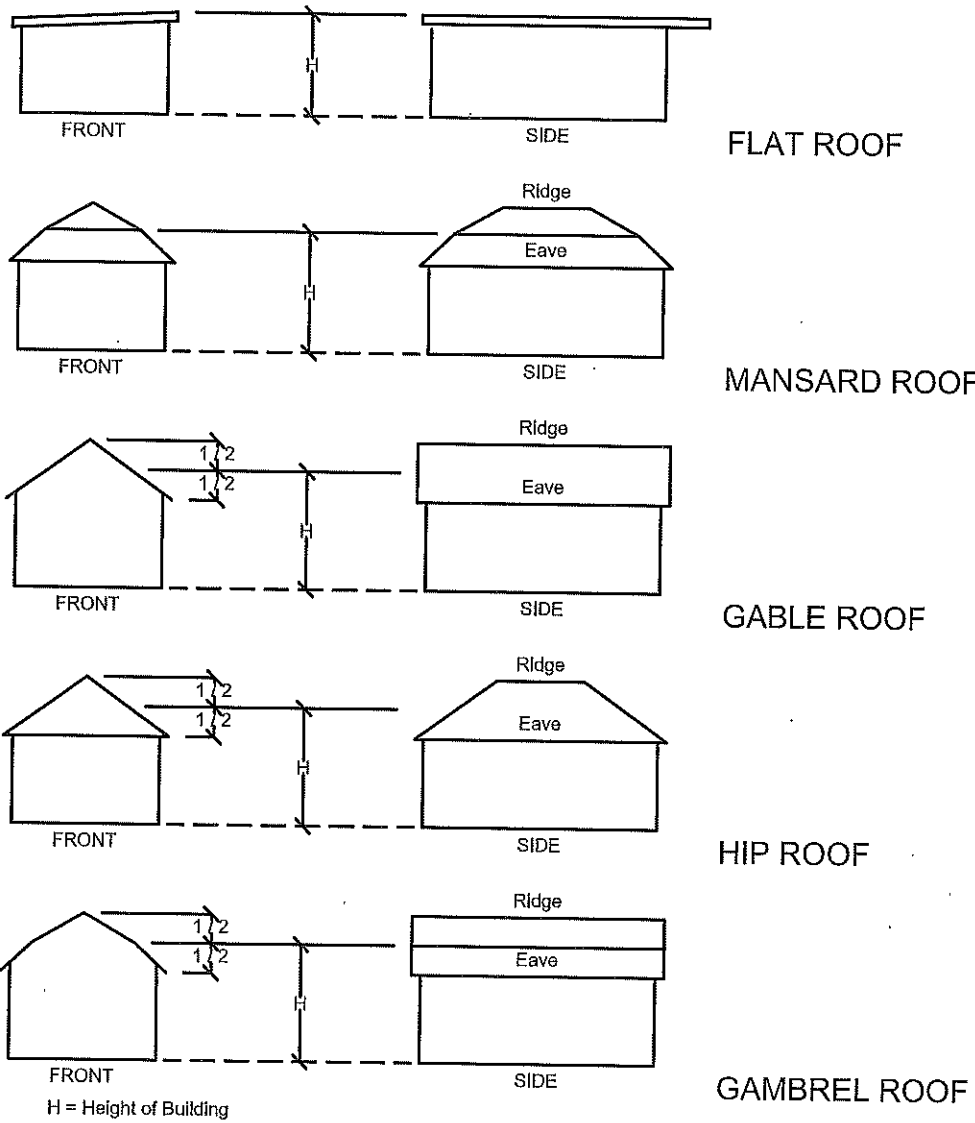 H
FRONT
SIDE
FLAT ROOF
Ridge
Eave
H
FRONT
SIDE
MANSARD ROOF
Ridge
1/2
1/2
Eave
H
FRONT
SIDE
GABLE ROOF
Ridge
1/2
1/2
Eave
H
FRONT
SIDE
HIP ROOF
Ridge
1/2
1/2
Eave
H
FRONT
SIDE
GAMBREL ROOF
H = Height of Building